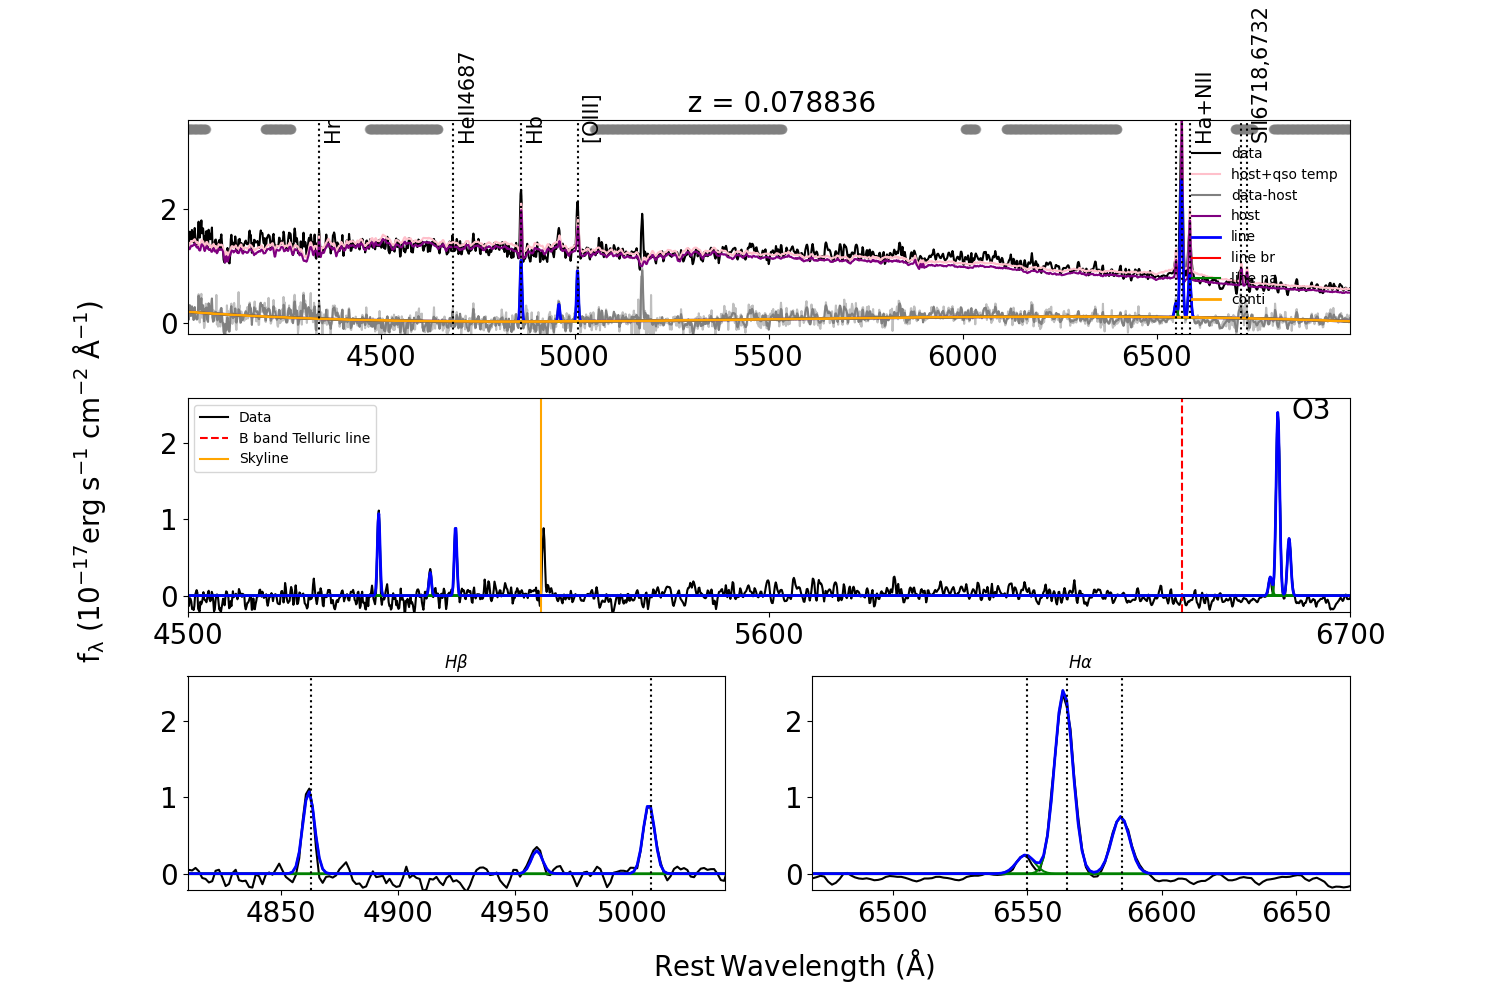 z = 0.078836
Hr
HeII4687
Hb
[OIII]
Ha+NII
SII6718,6732
data
host+qso temp
data-host
host
line
line br
line na
conti
2
0
4500
5000
5500
6000
6500
Data
B band Telluric line
Skyline
O3
2
1
0
4500
5600
6700
Hβ
2
1
0
4850
4900
4950
5000
Hα
2
1
0
6500
6550
6600
6650
fλ (10−17erg s−1 cm−2 Å−1)
Rest Wavelength (Å)